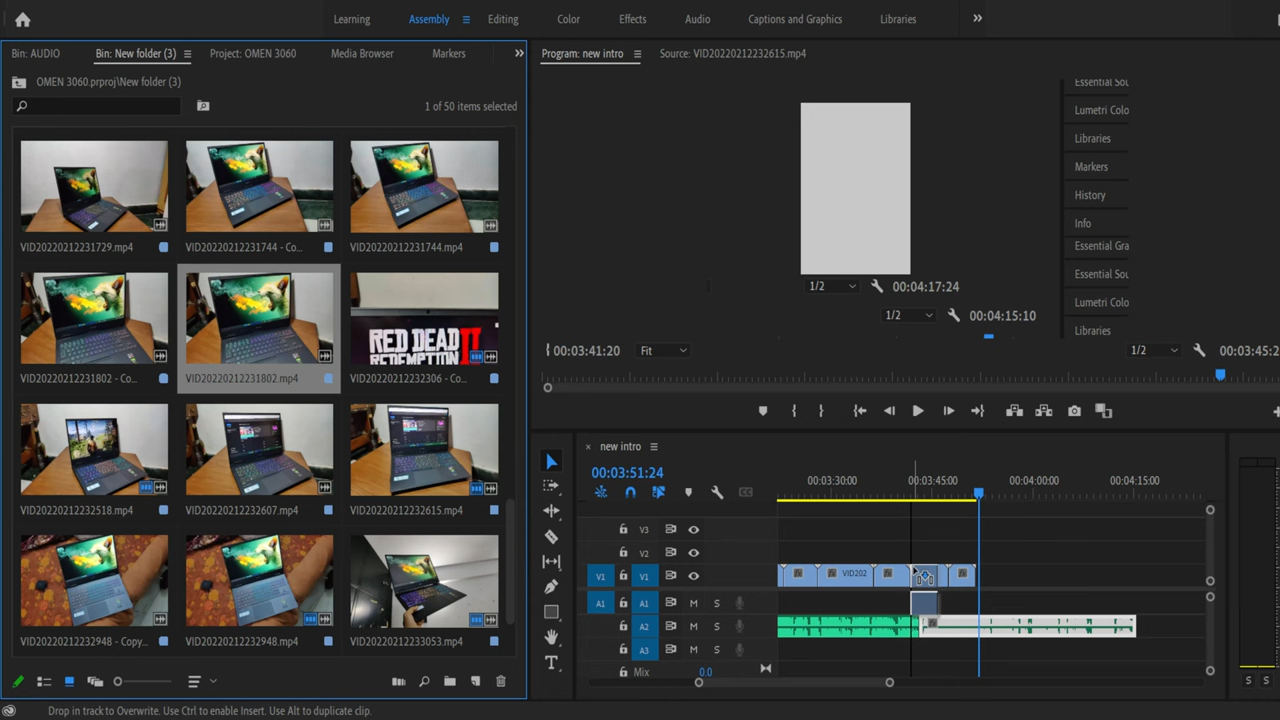 Learning Assembly Editing Color Effects Audio Captions and Graphics Libraries
Bin: AUDIO Bin: New folder (3) Project: OMEN 3060 Media Browser Markers
OMEN 3060.prproj\New folder (3)
1 of 50 items selected
VID20220212231729.mp4 VID20220212231744 - Co... VID20220212231744.mp4
VID20220212231802 - Co... VID20220212231802.mp4 VID20220212232306 - Co...
RED DEAD
REDEMPTION II
VID20220212232518.mp4 VID20220212232607.mp4 VID20220212232615.mp4
VID20220212232948 - Copy... VID20220212232948.mp4 VID20220212233053.mp4
Program: new intro Source: VID20220212232615.mp4
Essential Sou
Lumetri Colo
Libraries
Markers
History
Info
Essential Gra
Essential Sou
Lumetri Colo
Libraries
1/2 00:04:17:24
1/2 00:04:15:10
00:03:41:20 Fit 1/2 00:03:45:2
× new intro
00:03:51:24
00:03:30:00 00:03:45:00 00:04:00:00 00:04:15:00
V3
V2
V1 V1 VID202
A1 A1 M S
A2 M S
A3 M S
Mix 0.0
S S
Drop in track to Overwrite. Use Ctrl to enable Insert. Use Alt to duplicate clip.